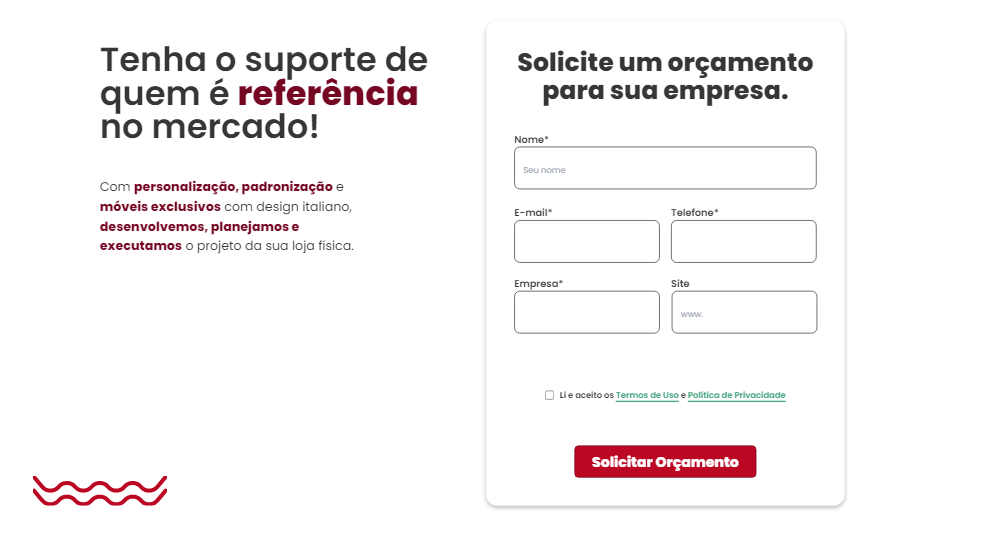 Tenha o suporte de
quem é referência
no mercado!
Com personalização, padronização e
móveis exclusivos com design italiano,
desenvolvemos, planejamos e
executamos o projeto da sua loja física.
Solicite um orçamento
para sua empresa.
Nome*
Seu nome
E-mail*
Telefone*
Empresa*
Site
www.
Li e aceito os Termos de Uso e Política de Privacidade
Solicitar Orçamento